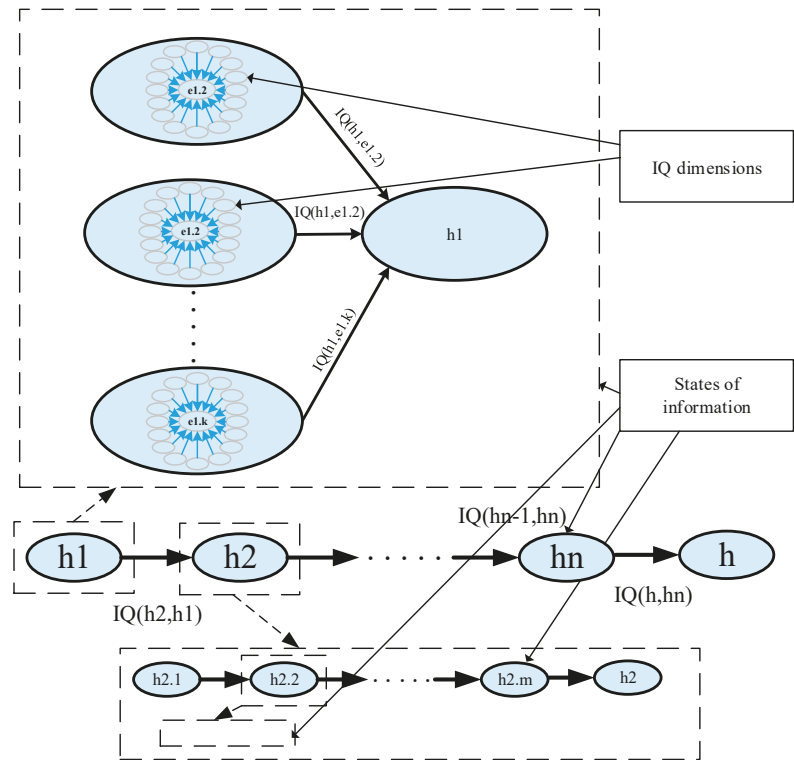 e1.2
IQ(h1,e1.2)
IQ dimensions
e1.2
IQ(h1,e1.2)
h1
IQ(h1,e1.k)
e1.k
States of
information
IQ(hn-1,hn)
h1
h2
. . . . . .
hn
h
IQ(h2,h1)
IQ(h,hn)
h2.1
h2.2
. . . . . .
h2.m
h2